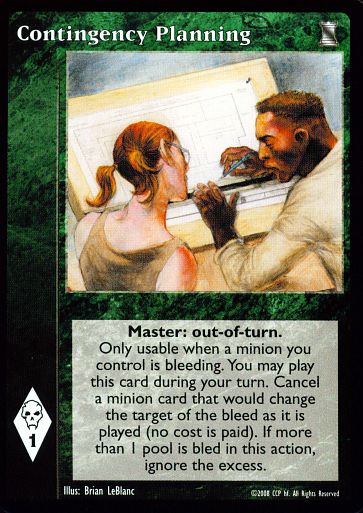 Contingency Planning
Master: out-of-turn.
Only usable when a minion you
control is bleeding. You may play
this card during your turn. Cancel
a minion card that would change
the target of the bleed as it is
played (no cost is paid). If more
than 1 pool is bled in this action,
ignore the excess.
1
Illus: Brian LeBlanc
©2008 CCP hf. All Rights Reserved